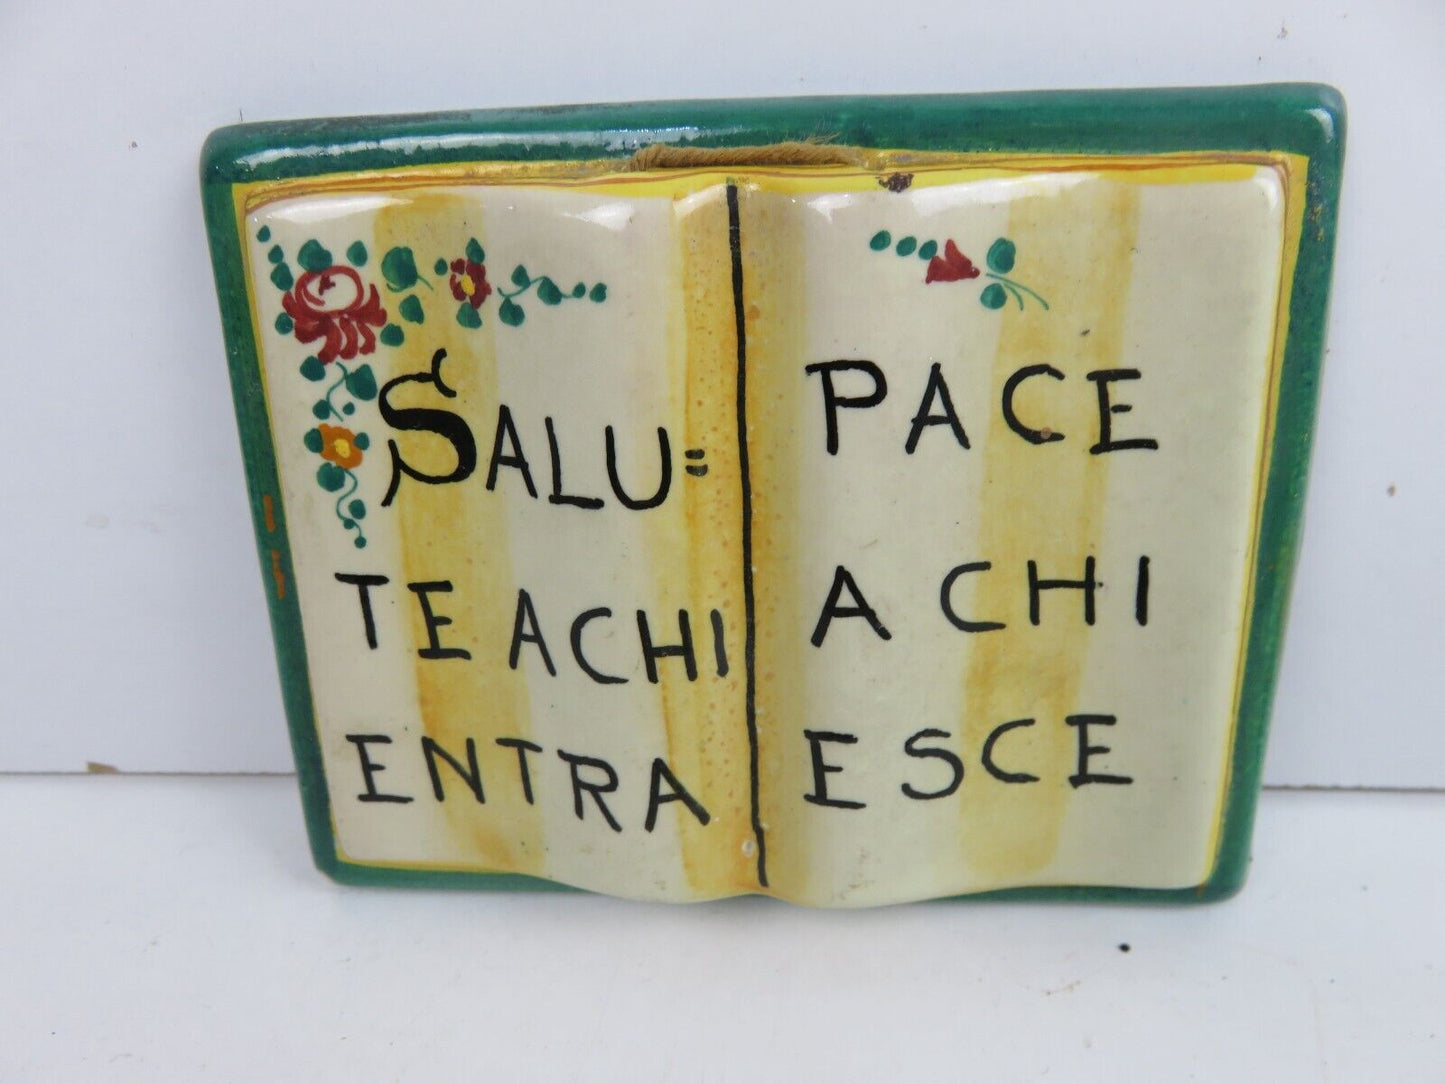 SALU=
TE A CHI
ENTRA
PACE
A CHI
ESCE